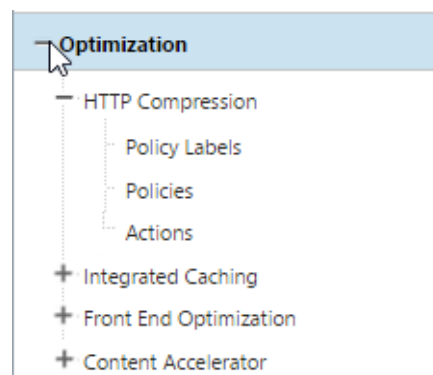 Optimization
HTTP Compression
Policy Labels
Policies
Actions
Integrated Caching
Front End Optimization
Content Accelerator